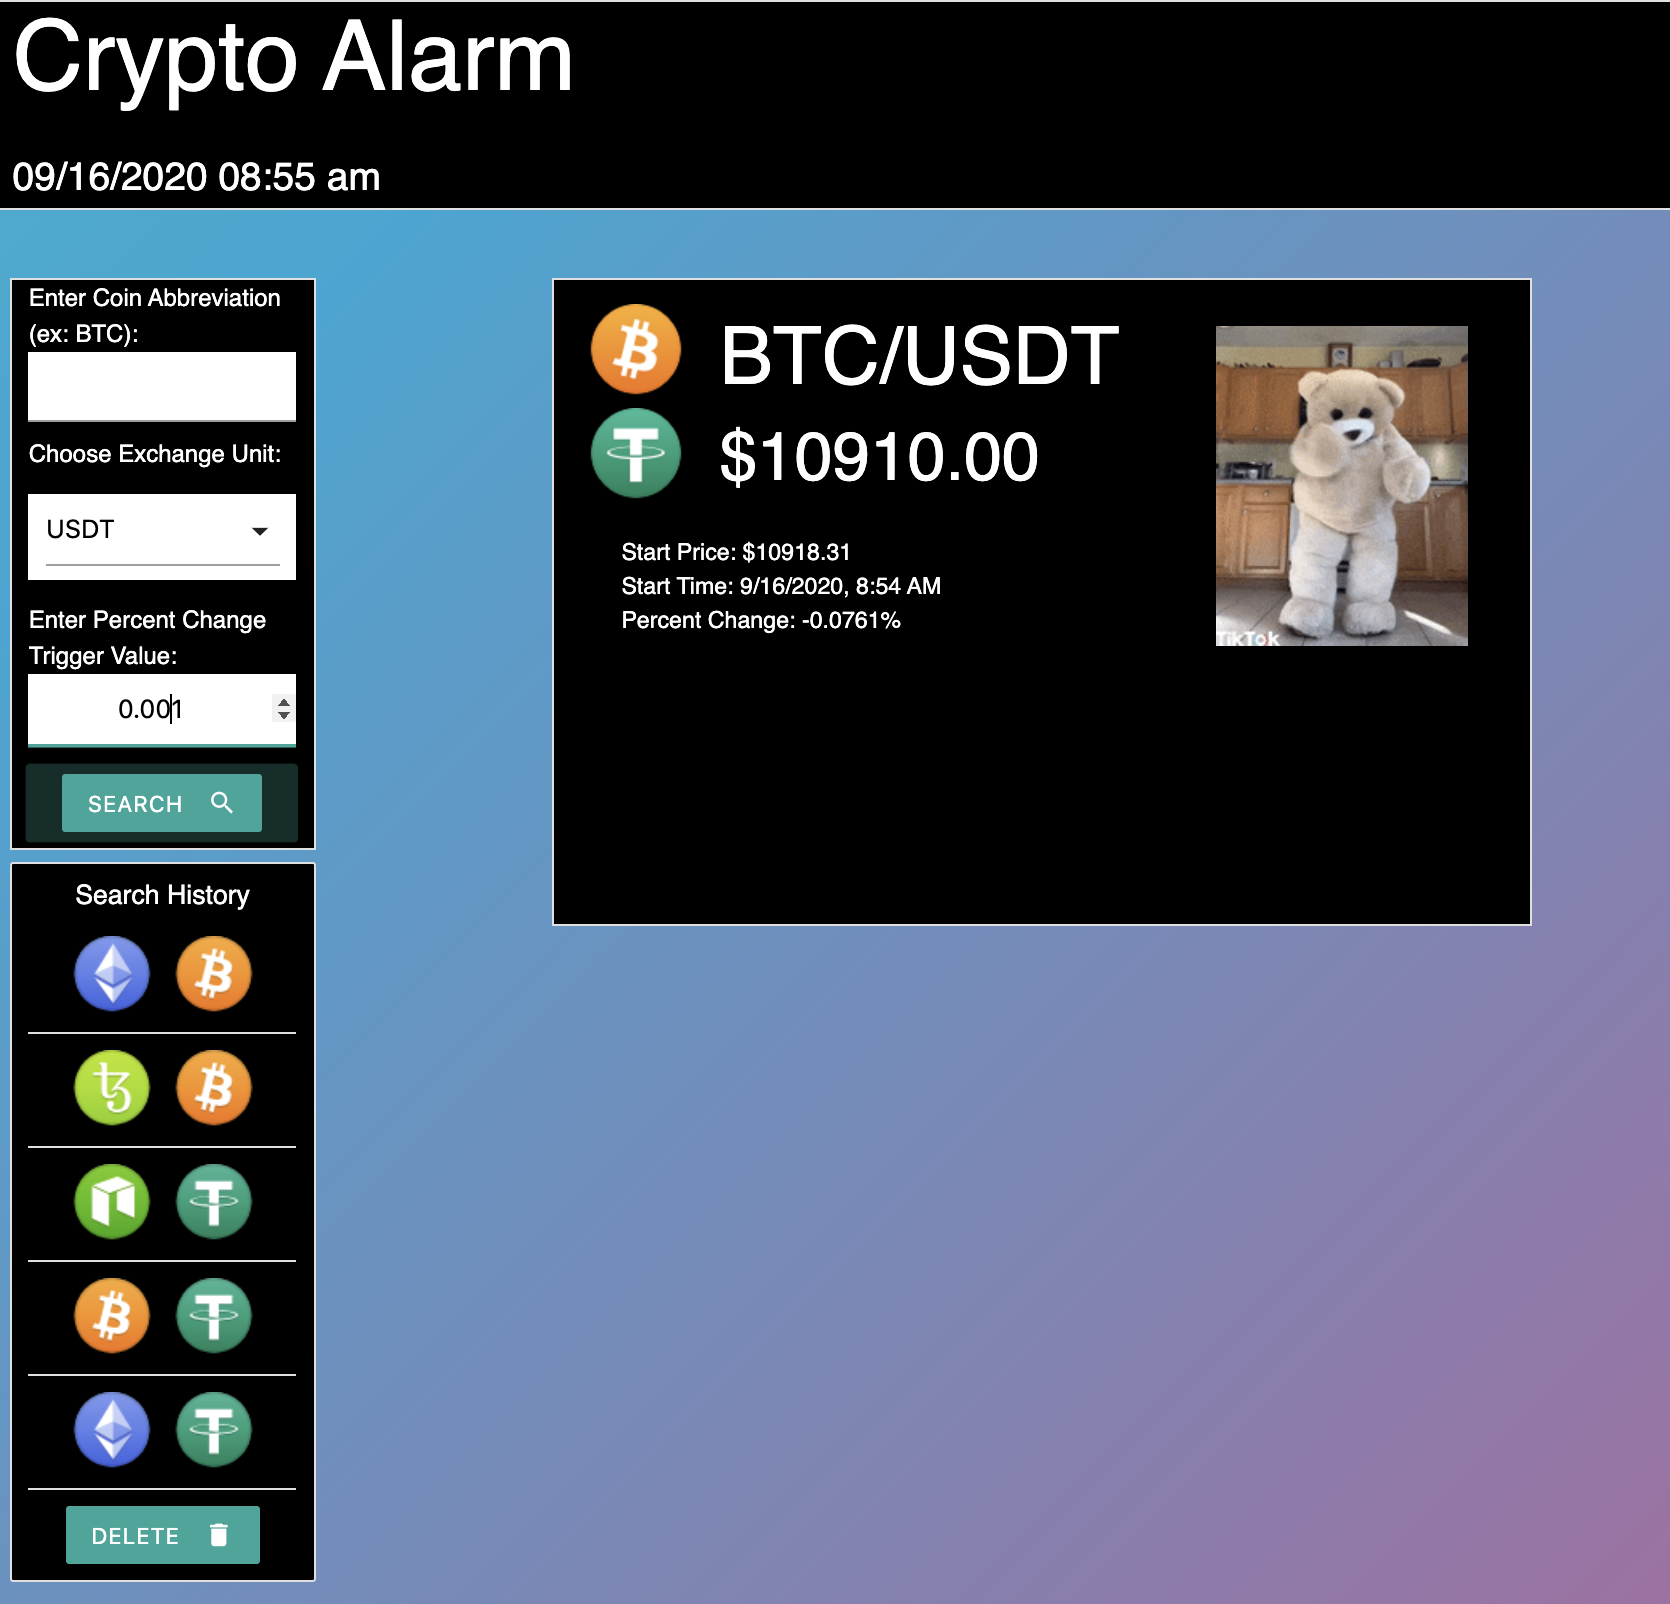 Crypto Alarm
09/16/2020 08:55 am
Enter Coin Abbreviation
(ex: BTC):
Choose Exchange Unit:
USDT
Enter Percent Change
Trigger Value:
0.001
SEARCH
Search History
DELETE
BTC/USDT
$10910.00
Start Price: $10918.31
Start Time: 9/16/2020, 8:54 AM
Percent Change: -0.0761%
TikTok